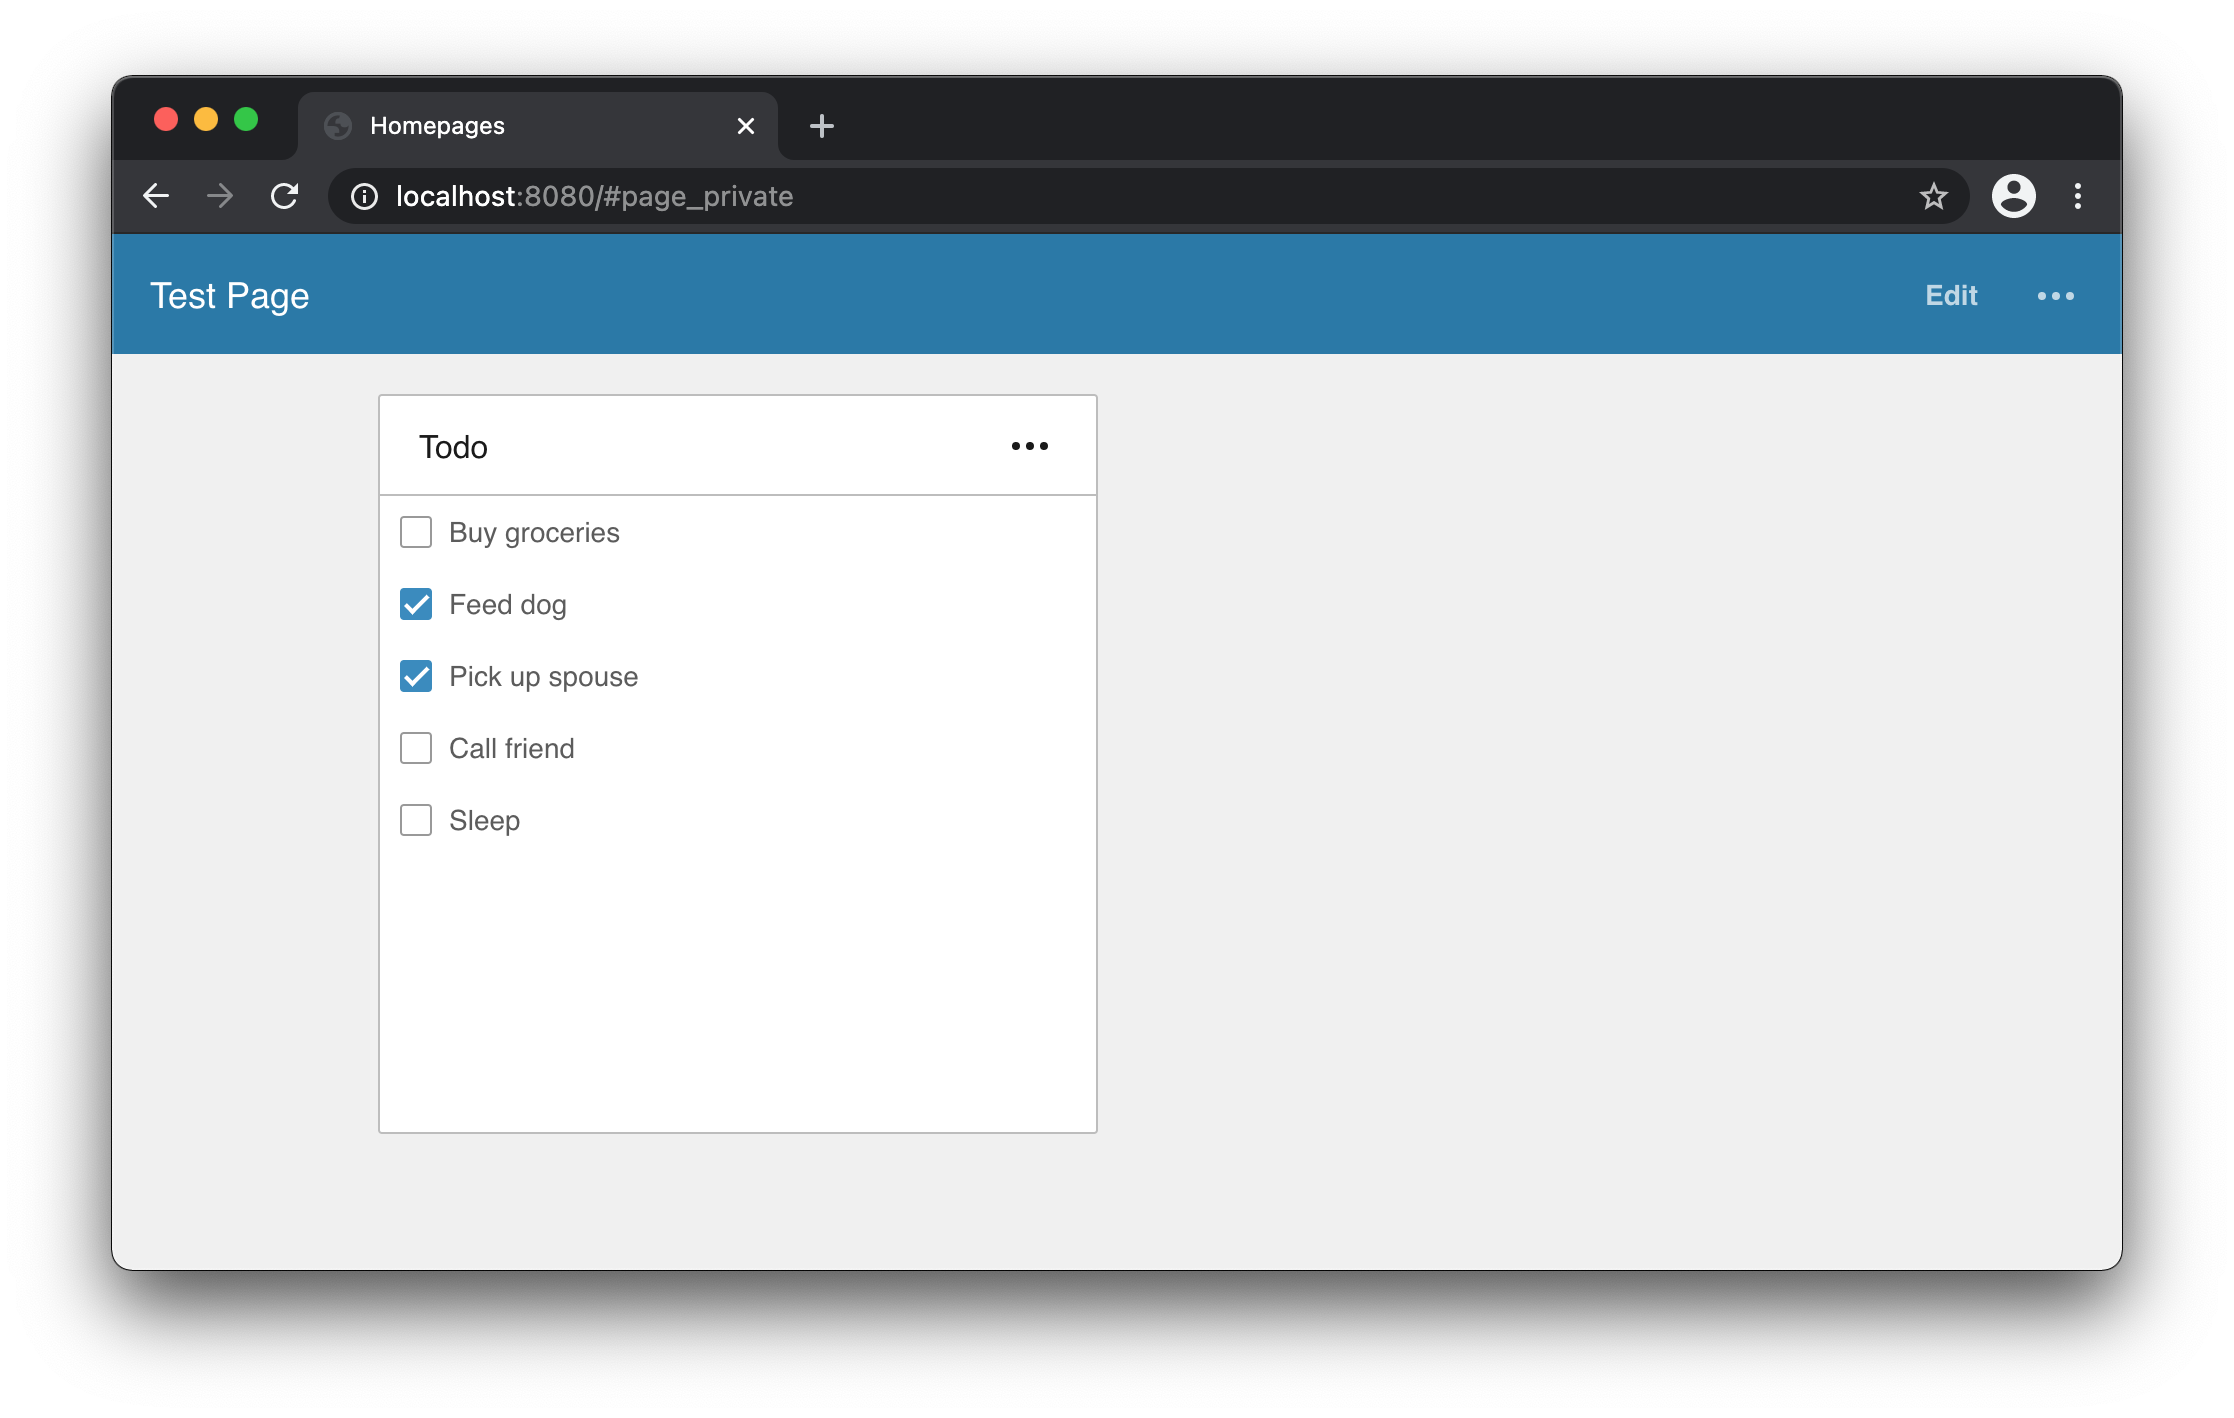 Homepages
localhost:8080/#page_private
Test Page
Edit
Todo
Buy groceries
Feed dog
Pick up spouse
Call friend
Sleep